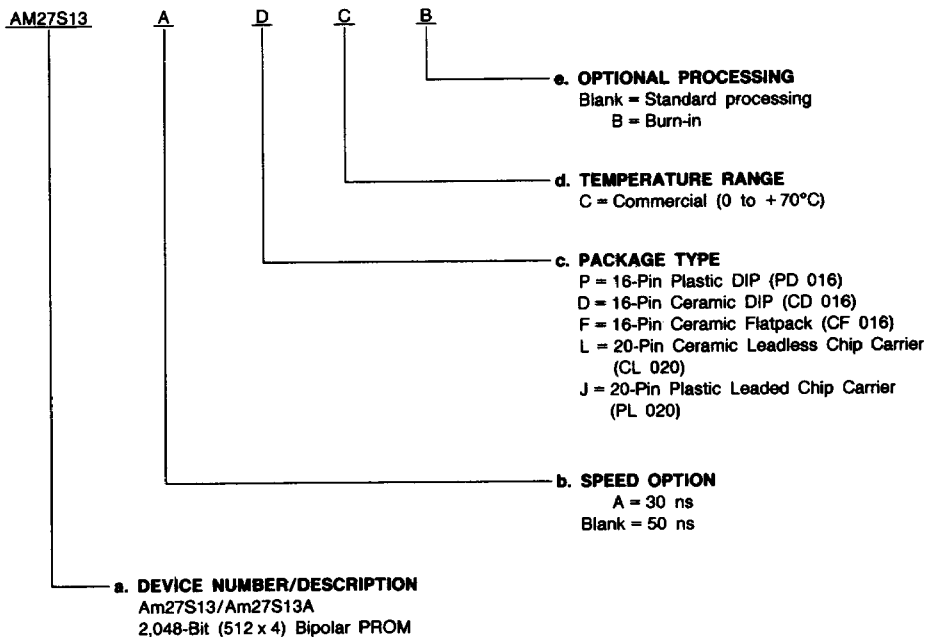 AM27S13 A D C B
e. OPTIONAL PROCESSING
Blank = Standard processing
B = Burn-in
d. TEMPERATURE RANGE
C = Commercial (0 to +70°C)
c. PACKAGE TYPE
P = 16-Pin Plastic DIP (PD 016)
D = 16-Pin Ceramic DIP (CD 016)
F = 16-Pin Ceramic Flatpack (CF 016)
L = 20-Pin Ceramic Leadless Chip Carrier
(CL 020)
J = 20-Pin Plastic Leaded Chip Carrier
(PL 020)
b. SPEED OPTION
A = 30 ns
Blank = 50 ns
a. DEVICE NUMBER/DESCRIPTION
Am27S13/Am27S13A
2,048-Bit (512 x 4) Bipolar PROM